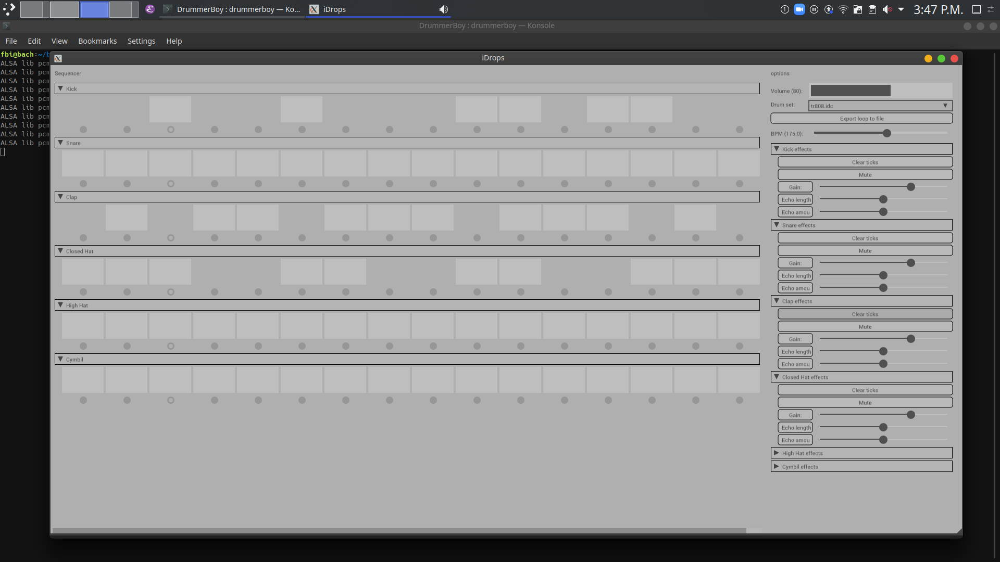 DrummerBoy : drummerboy — Ko...
iDrops
1
3:47 P.M.
DrummerBoy : drummerboy — Konsole
File Edit View Bookmarks Settings Help
fbi@bach:~/b
ALSA lib pcm
ALSA lib pcm
ALSA lib pcm
ALSA lib pcm
ALSA lib pcm
ALSA lib pcm
ALSA lib pcm
ALSA lib pcm
ALSA lib pcm
ALSA lib pcm
iDrops
Sequencer
Kick
Snare
Clap
Closed Hat
High Hat
Cymbil
options
Volume (80):
Drum set: tr808.idc
Export loop to file
BPM (175.0):
Kick effects
Clear ticks
Mute
Gain:
Echo length
Echo amou
Snare effects
Clear ticks
Mute
Gain:
Echo length
Echo amou
Clap effects
Clear ticks
Mute
Gain:
Echo length
Echo amou
Closed Hat effects
Clear ticks
Mute
Gain:
Echo length
Echo amou
High Hat effects
Cymbil effects